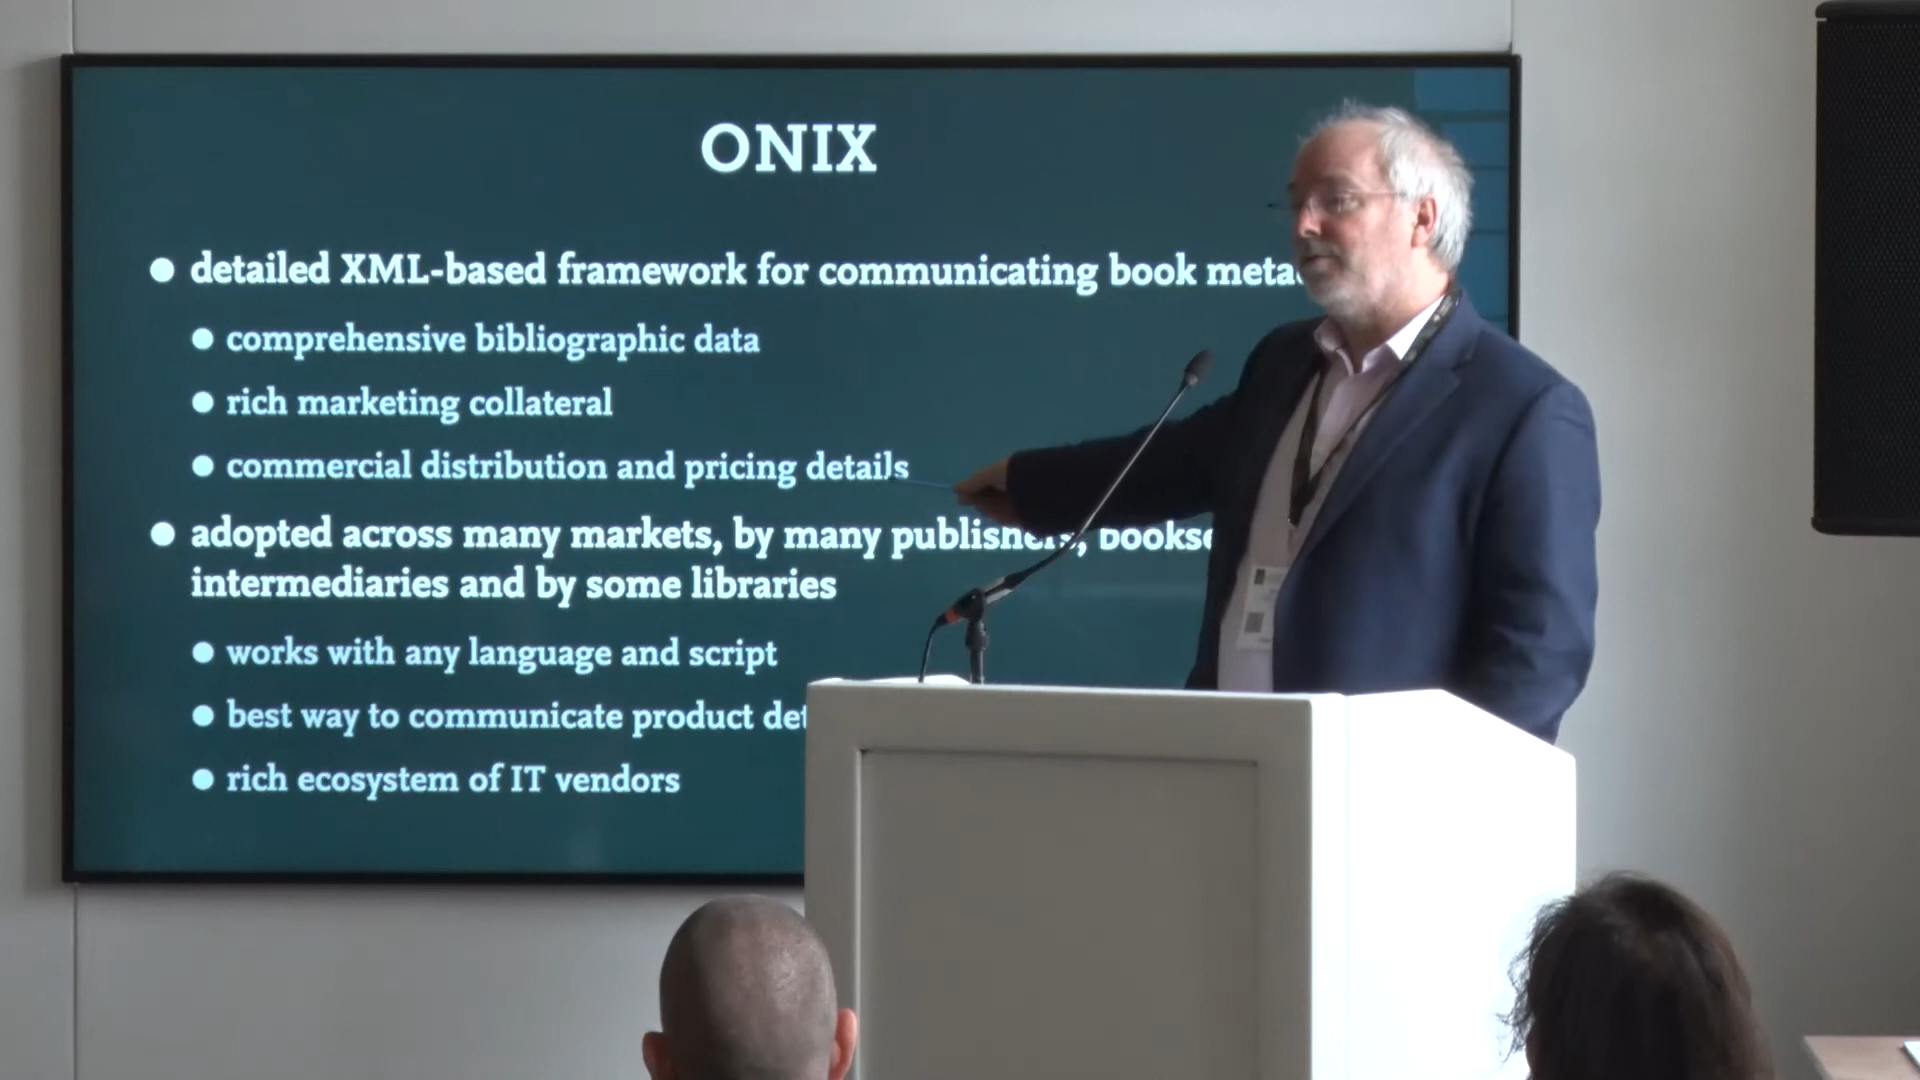 ONIX
detailed XML-based framework for communicating book
comprehensive bibliographic data
rich marketing collateral
commercial distribution and pricing details
adopted across many markets, by many publishers,
intermediaries and by some libraries
works with any language and script
best way to communicate product
rich ecosystem of IT vendors